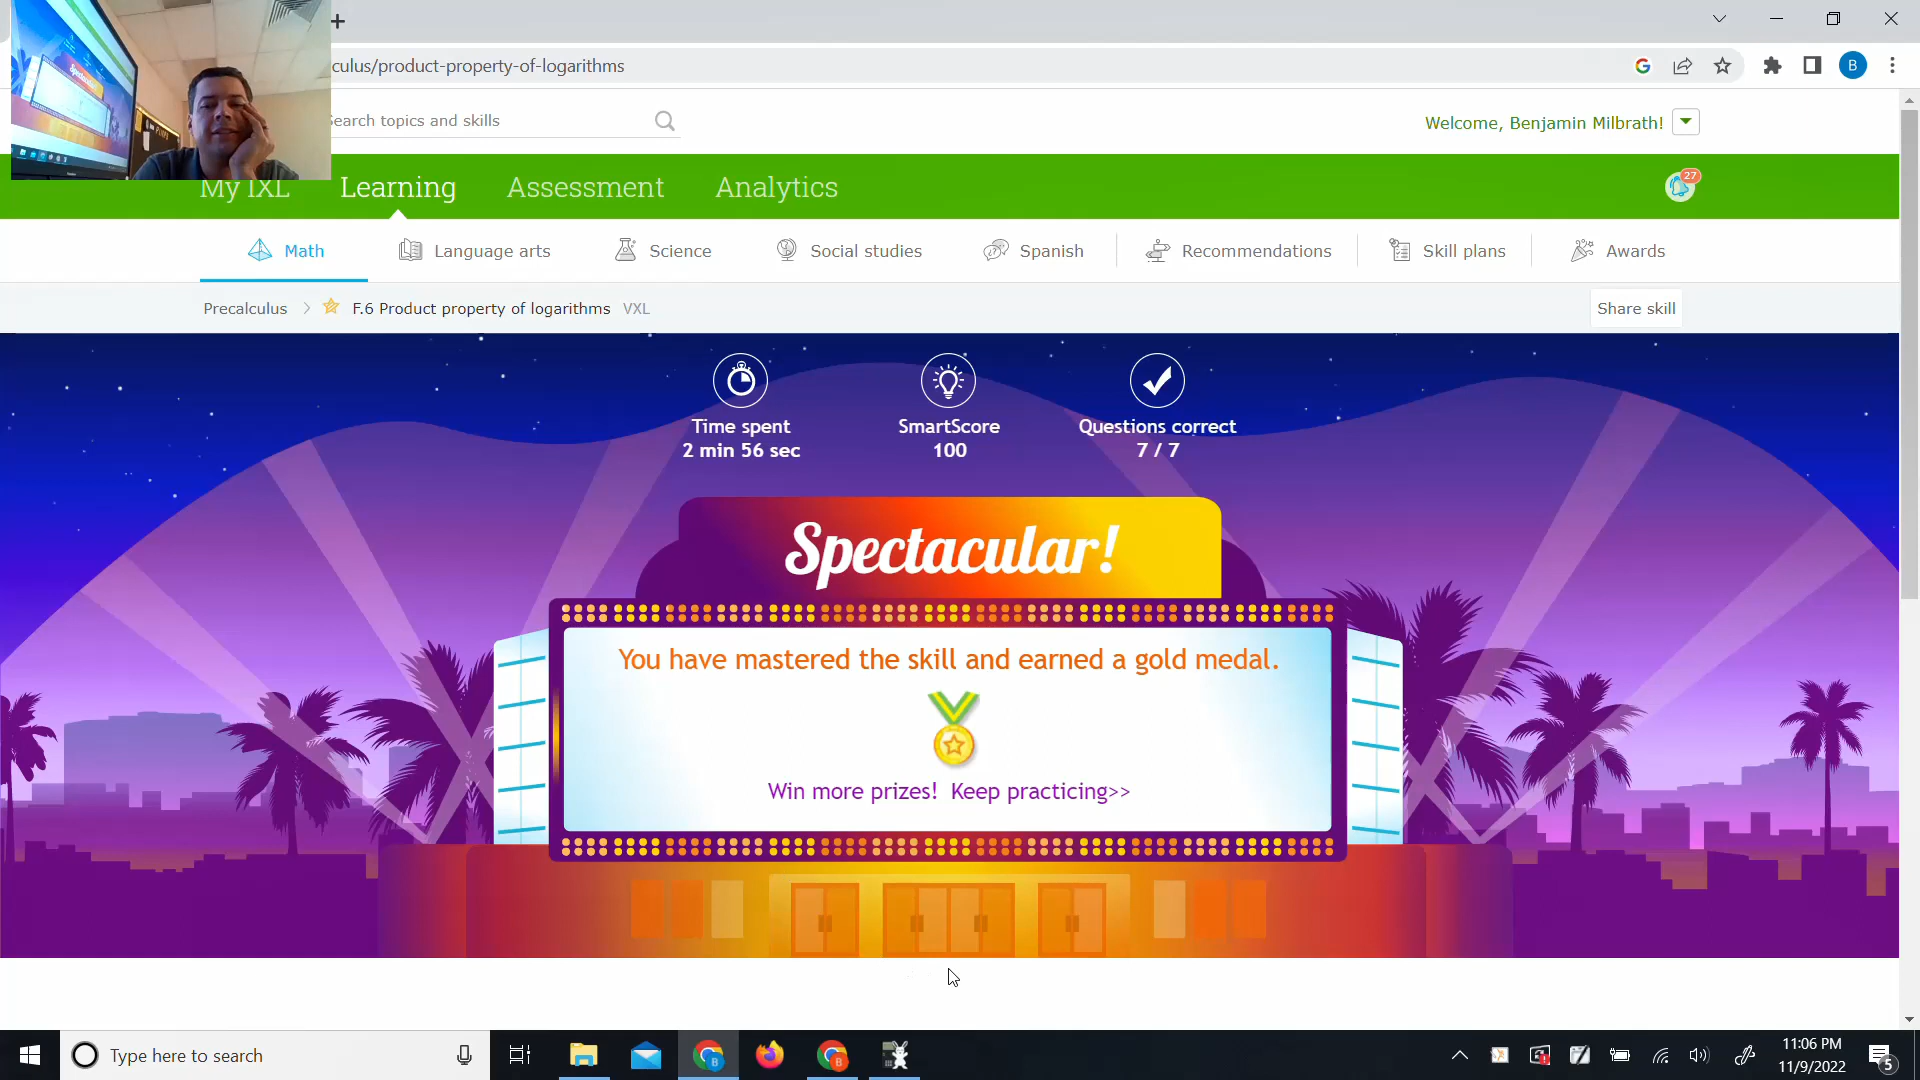 culus/product-property-of-logarithms
B
Search topics and skills
Welcome, Benjamin Milbrath!
My IXL
Learning
Assessment
Analytics
27
Math
Language arts
Science
Social studies
Spanish
Recommendations
Skill plans
Awards
Precalculus
F.6 Product property of logarithms
VXL
Share skill
Time spent
2 min 56 sec
SmartScore
100
Questions correct
7 / 7
Spectacular!
You have mastered the skill and earned a gold medal.
Win more prizes! Keep practicing>>
Type here to search
11:06 PM
11/9/2022
5